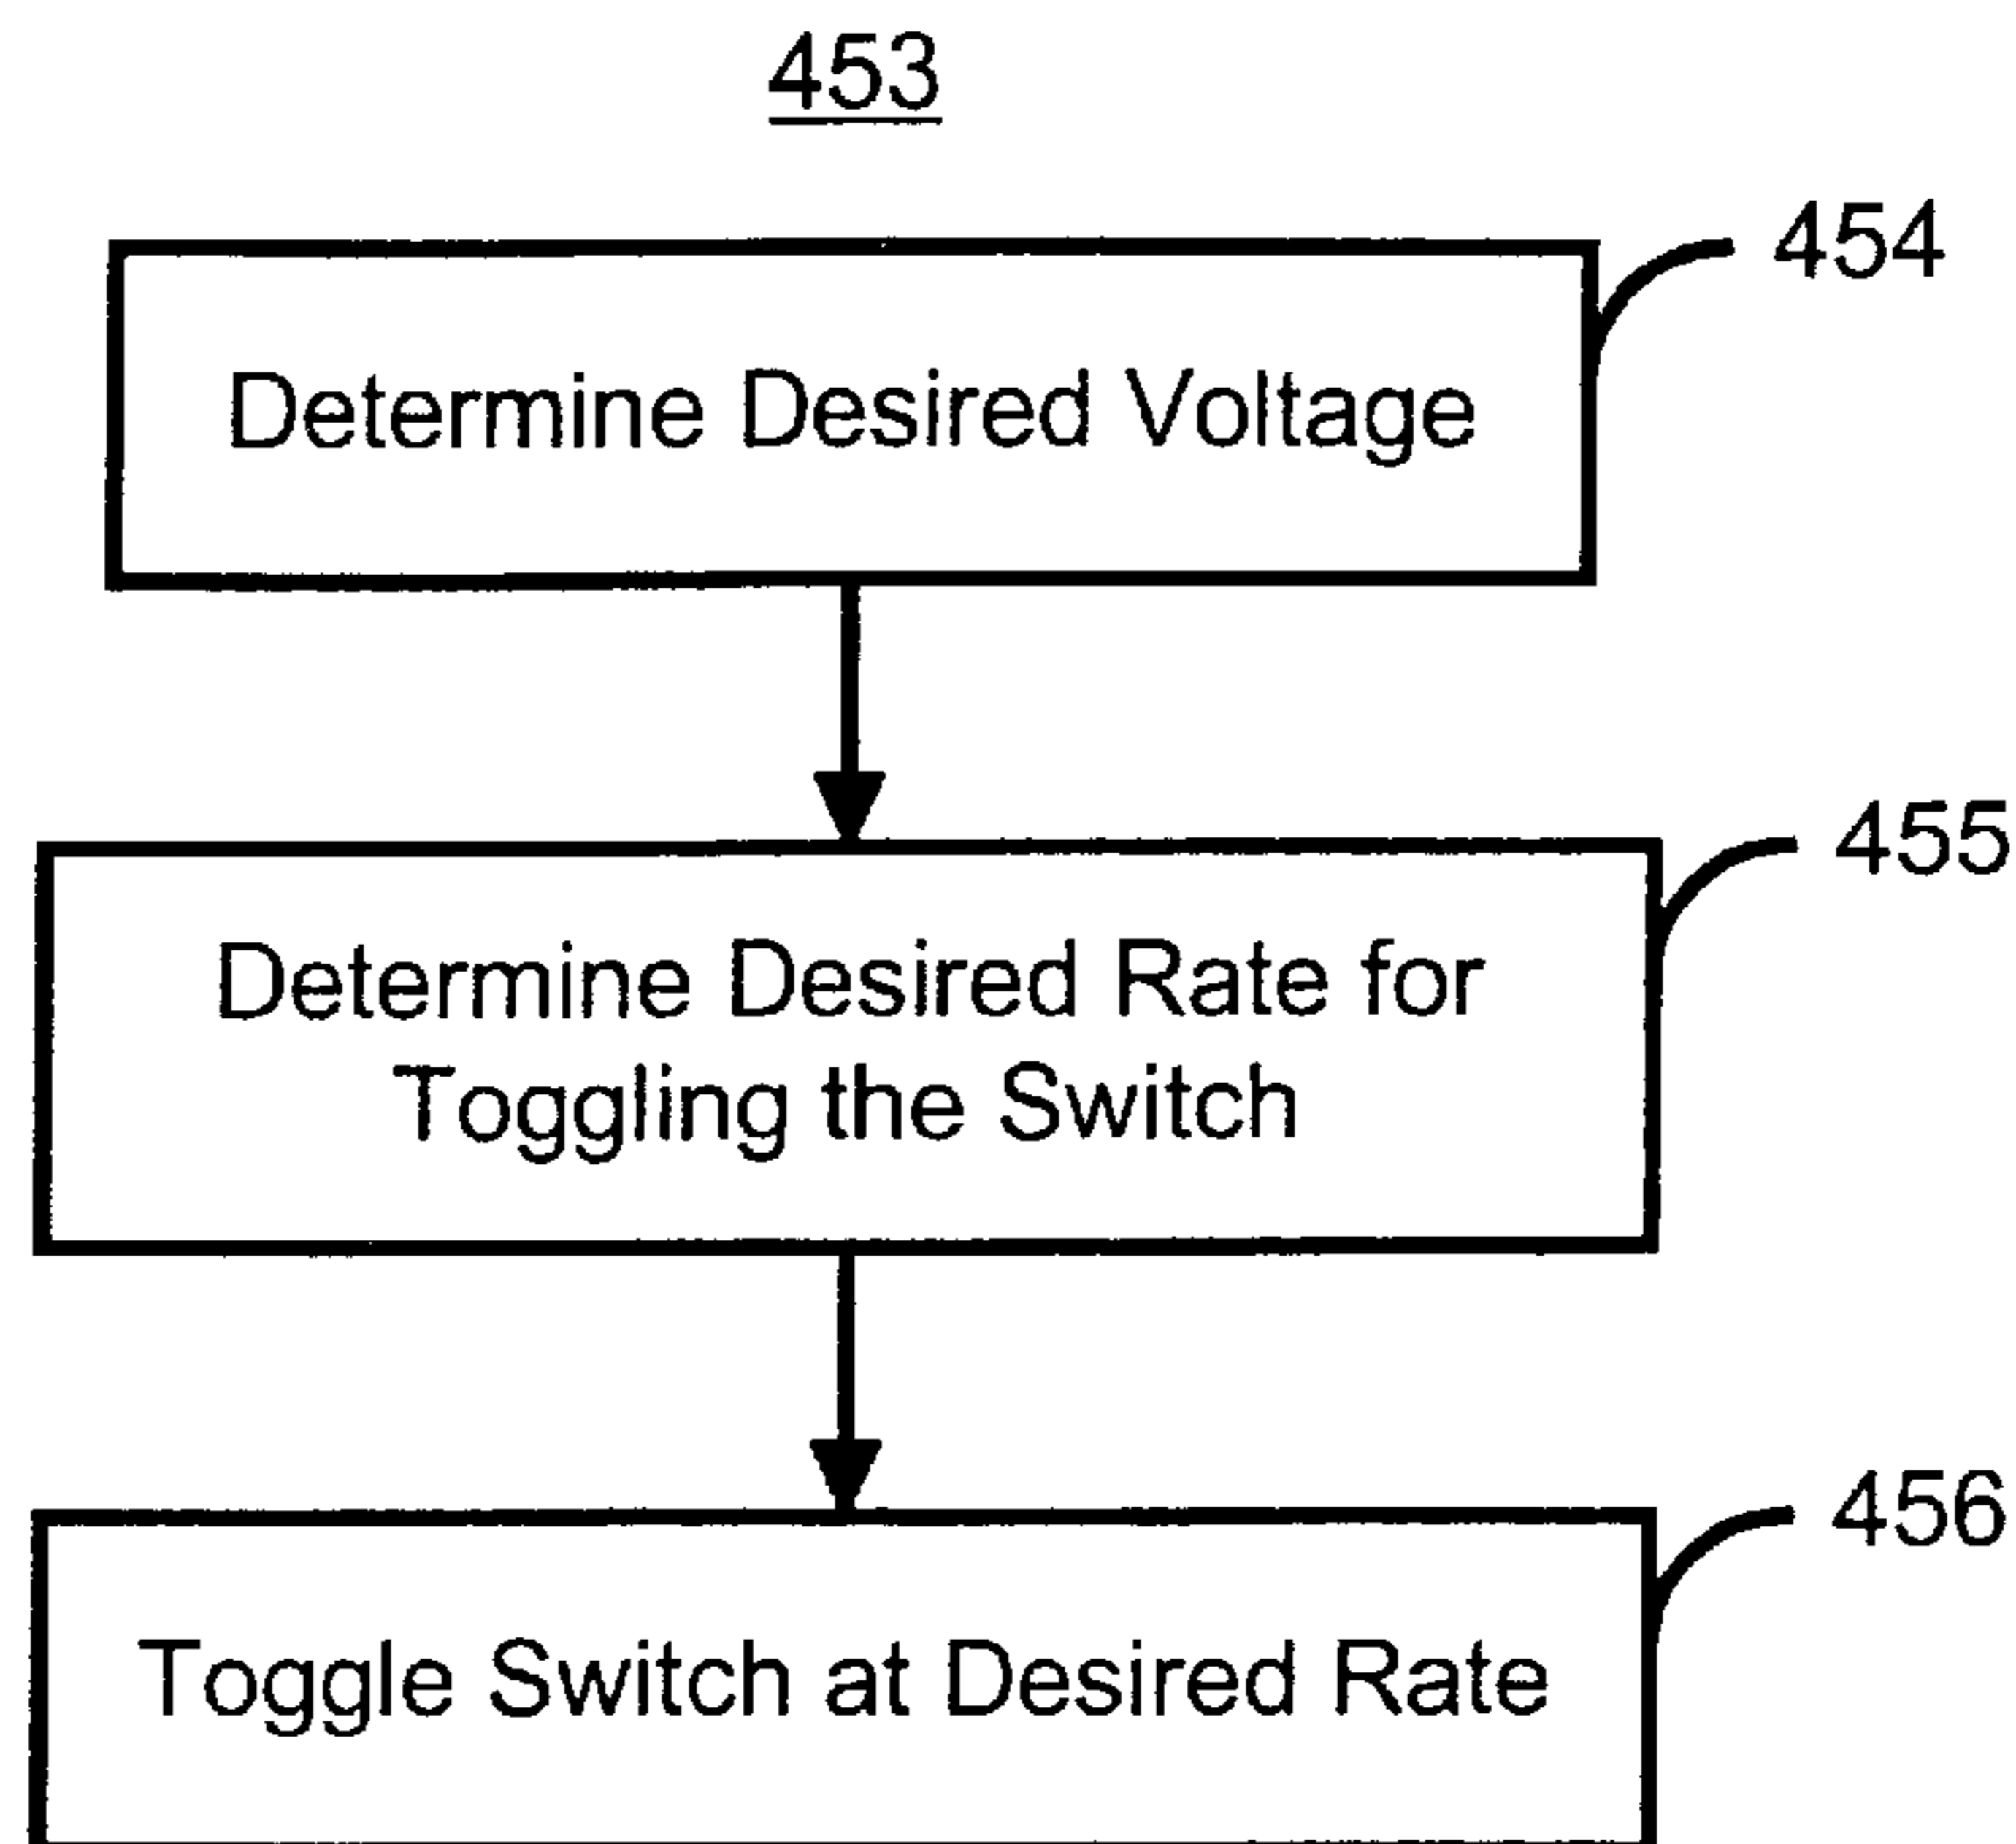 453
454
Determine Desired Voltage
455
Determine Desired Rate for
Toggling the Switch
456
Toggle Switch at Desired Rate